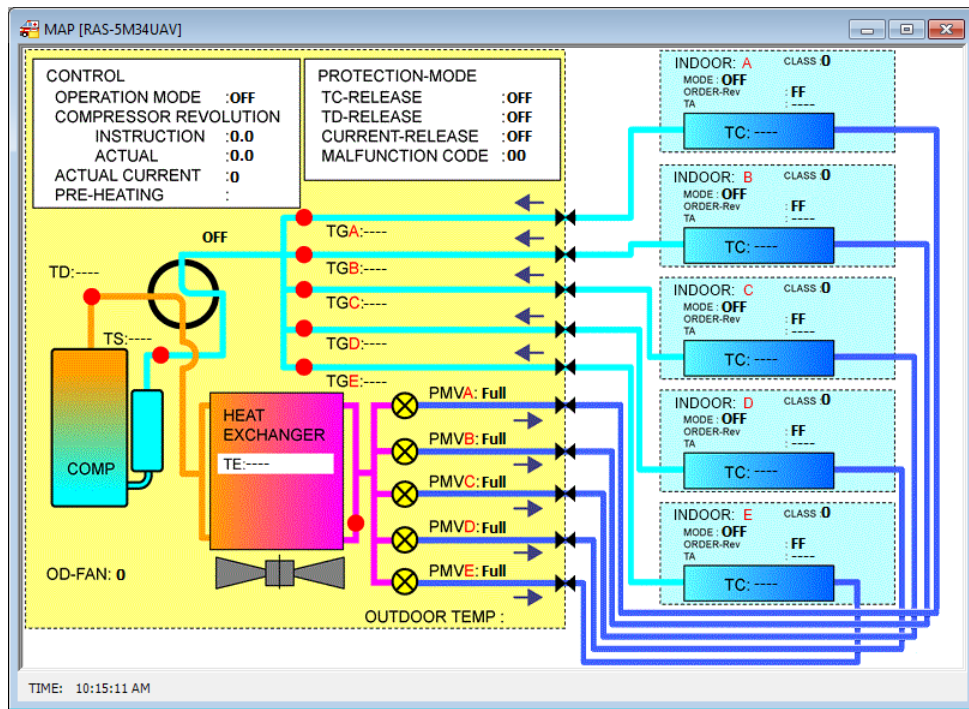 MAP [RAS-5M34UAV]
CONTROL
OPERATION MODE :OFF
COMPRESSOR REVOLUTION
INSTRUCTION :0.0
ACTUAL :0.0
ACTUAL CURRENT :0
PRE-HEATING :
PROTECTION-MODE
TC-RELEASE :OFF
TD-RELEASE :OFF
CURRENT-RELEASE :OFF
MALFUNCTION CODE :00
OFF
TD:----
TS:----
TGA:----
TGB:----
TGC:----
TGD:----
TGE:----
COMP
HEAT
EXCHANGER
TE:----
PMVA: Full
PMVB: Full
PMVC: Full
PMVD: Full
PMVE: Full
OD-FAN: 0
OUTDOOR TEMP :
INDOOR: A CLASS :0
MODE : OFF
ORDER-Rev : FF
TA : ----
TC: ----
INDOOR: B CLASS :0
MODE : OFF
ORDER-Rev : FF
TA : ----
TC: ----
INDOOR: C CLASS :0
MODE : OFF
ORDER-Rev : FF
TA : ----
TC: ----
INDOOR: D CLASS :0
MODE : OFF
ORDER-Rev : FF
TA : ----
TC: ----
INDOOR: E CLASS :0
MODE : OFF
ORDER-Rev : FF
TA : ----
TC: ----
TIME: 10:15:11 AM